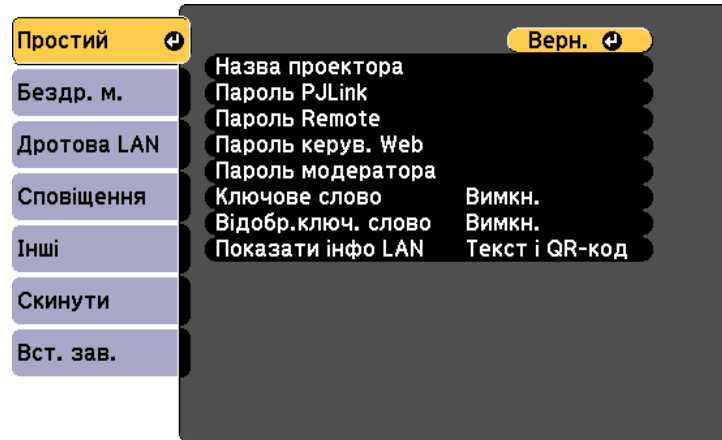 Простий
Бездр. м.
Дротова LAN
Сповіщення
Інші
Скинути
Вст. зав.
Верн.
Назва проектора
Пароль PJLink
Пароль Remote
Пароль керув. Web
Пароль модератора
Ключове слово Вимкн.
Відобр.ключ. слово Вимкн.
Показати інфо LAN Текст і QR-код